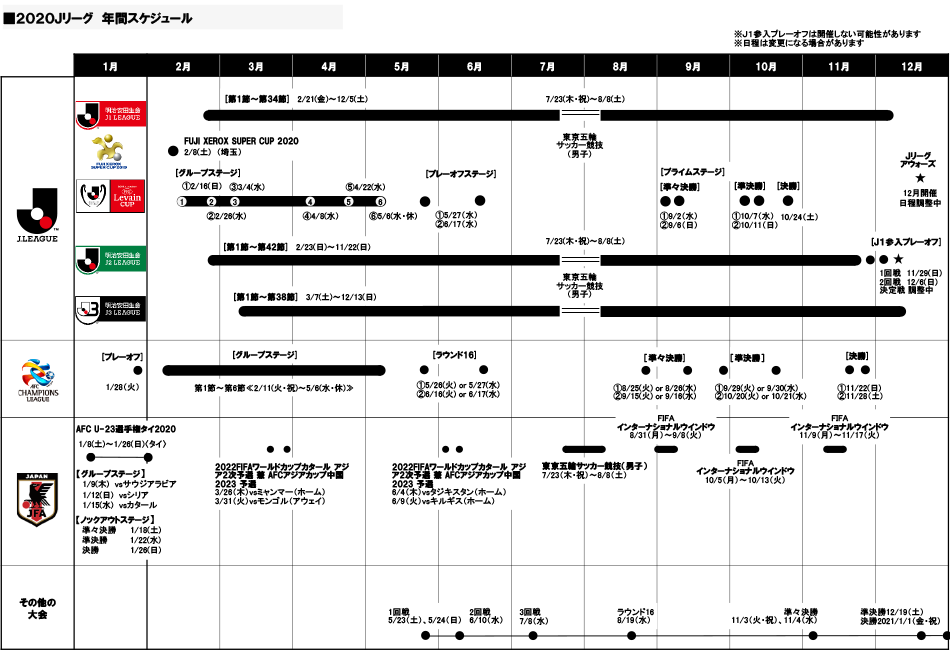 ■2020Jリーグ 年間スケジュール
※J1参入プレーオフは開催しない可能性があります
※日程は変更になる場合があります
1月 2月 3月 4月 5月 6月 7月 8月 9月 10月 11月 12月
J.LEAGUE
明治安田生命
J1 LEAGUE
[第1節～第34節] 2/21(金)～12/5(土)
7/23(木・祝)～8/8(土)
東京五輪
サッカー競技
(男子)
FUJI XEROX
SUPER CUP 2019
FUJI XEROX SUPER CUP 2020
2/8(土) (埼玉)
Jリーグ
アウォーズ
★
12月開催
日程調整中
Levain
CUP
[グループステージ]
①2/16(日) ③3/4(水) ⑤4/22(水)
1 2 3 4 5 6
②2/26(水) ④4/8(水) ⑥5/6(水・休)
[プレーオフステージ]
①5/27(水)
②6/17(水)
[プライムステージ]
[準々決勝] [準決勝] [決勝]
①9/2(水) ①10/7(水) 10/24(土)
②9/6(日) ②10/11(日)
明治安田生命
J2 LEAGUE
[第1節～第42節] 2/23(日)～11/22(日)
7/23(木・祝)～8/8(土)
東京五輪
サッカー競技
(男子)
[J1参入プレーオフ]
★
1回戦 11/29(日)
2回戦 12/6(日)
決定戦 調整中
明治安田生命
J3 LEAGUE
[第1節～第38節] 3/7(土)～12/13(日)
AFC
CHAMPIONS
LEAGUE
[プレーオフ]
1/28(火)
[グループステージ]
第1節～第6節≪2/11(火・祝)～5/6(水・休)≫
[ラウンド16]
①5/26(火) or 5/27(水)
②6/16(火) or 6/17(水)
[準々決勝]
①8/25(火) or 8/26(水)
②9/15(火) or 9/16(水)
[準決勝]
①9/29(火) or 9/30(水)
②10/20(火) or 10/21(水)
[決勝]
①11/22(日)
②11/28(土)
JAPAN
JFA
AFC U-23選手権タイ2020
1/8(土)～1/26(日)(タイ)
[グループステージ]
1/9(木) vsサウジアラビア
1/12(日) vsシリア
1/15(水) vsカタール
[ノックアウトステージ]
準々決勝 1/18(土)
準決勝 1/22(水)
決勝 1/26(日)
2022FIFAワールドカップカタール アジ
ア2次予選 兼 AFCアジアカップ中国
2023 予選
3/26(木)vsミャンマー(ホーム)
3/31(火)vsモンゴル(アウェイ)
2022FIFAワールドカップカタール アジ
ア2次予選 兼 AFCアジアカップ中国
2023 予選
6/4(木)vsタジキスタン(ホーム)
6/9(火)vsキルギス(ホーム)
東京五輪サッカー競技(男子)
7/23(木・祝)～8/8(土)
FIFA
インターナショナルウインドウ
8/31(月)～9/8(火)
FIFA
インターナショナルウインドウ
10/5(月)～10/13(火)
FIFA
インターナショナルウインドウ
11/9(月)～11/17(火)
その他の
大会
1回戦
5/23(土)、5/24(日)
2回戦
6/10(水)
3回戦
7/8(水)
ラウンド16
8/19(水)
準々決勝
11/3(火・祝)、11/4(水)
準決勝12/19(土)
決勝2021/1/1(金・祝)